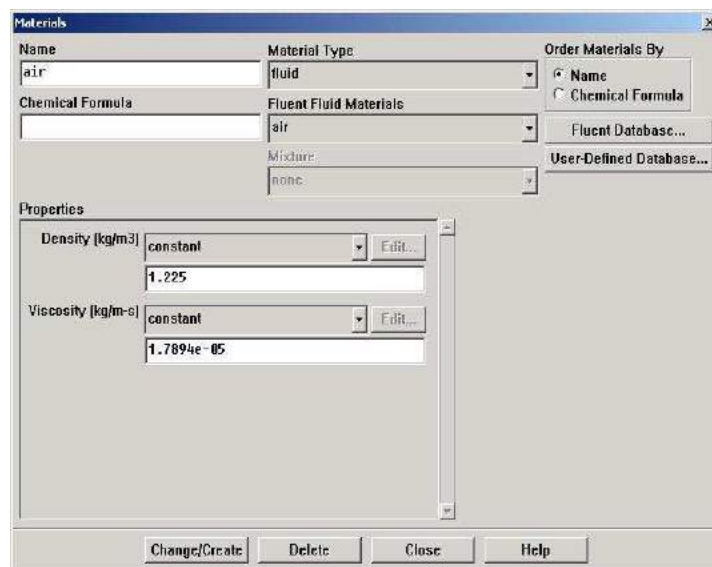 Materials
Name
air
Chemical Formula
Material Type
fluid
Fluent Fluid Materials
air
Mixture
none
Order Materials By
Name
Chemical Formula
Fluent Database...
User-Defined Database...
Properties
Density (kg/m3) constant Edit...
1.225
Viscosity (kg/m-s) constant Edit...
1.7894e-05
Change/Create Delete Close Help